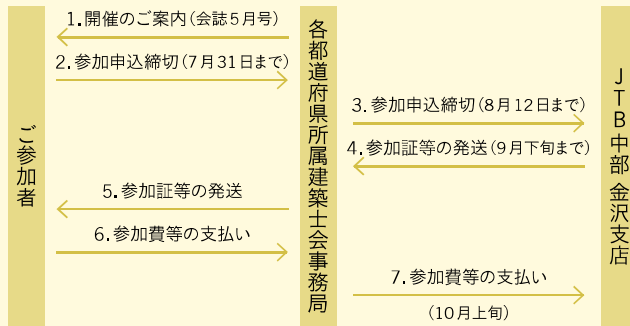 1.開催のご案内(会誌5月号)
2.参加申込締切(7月31日まで)
3.参加申込締切(8月12日まで)
4.参加証等の発送(9月下旬まで)
5.参加証等の発送
6.参加費等の支払い
7.参加費等の支払い
(10月上旬)
ご参加者
各都道府県所属建築士会事務局
JTB中部 金沢支店